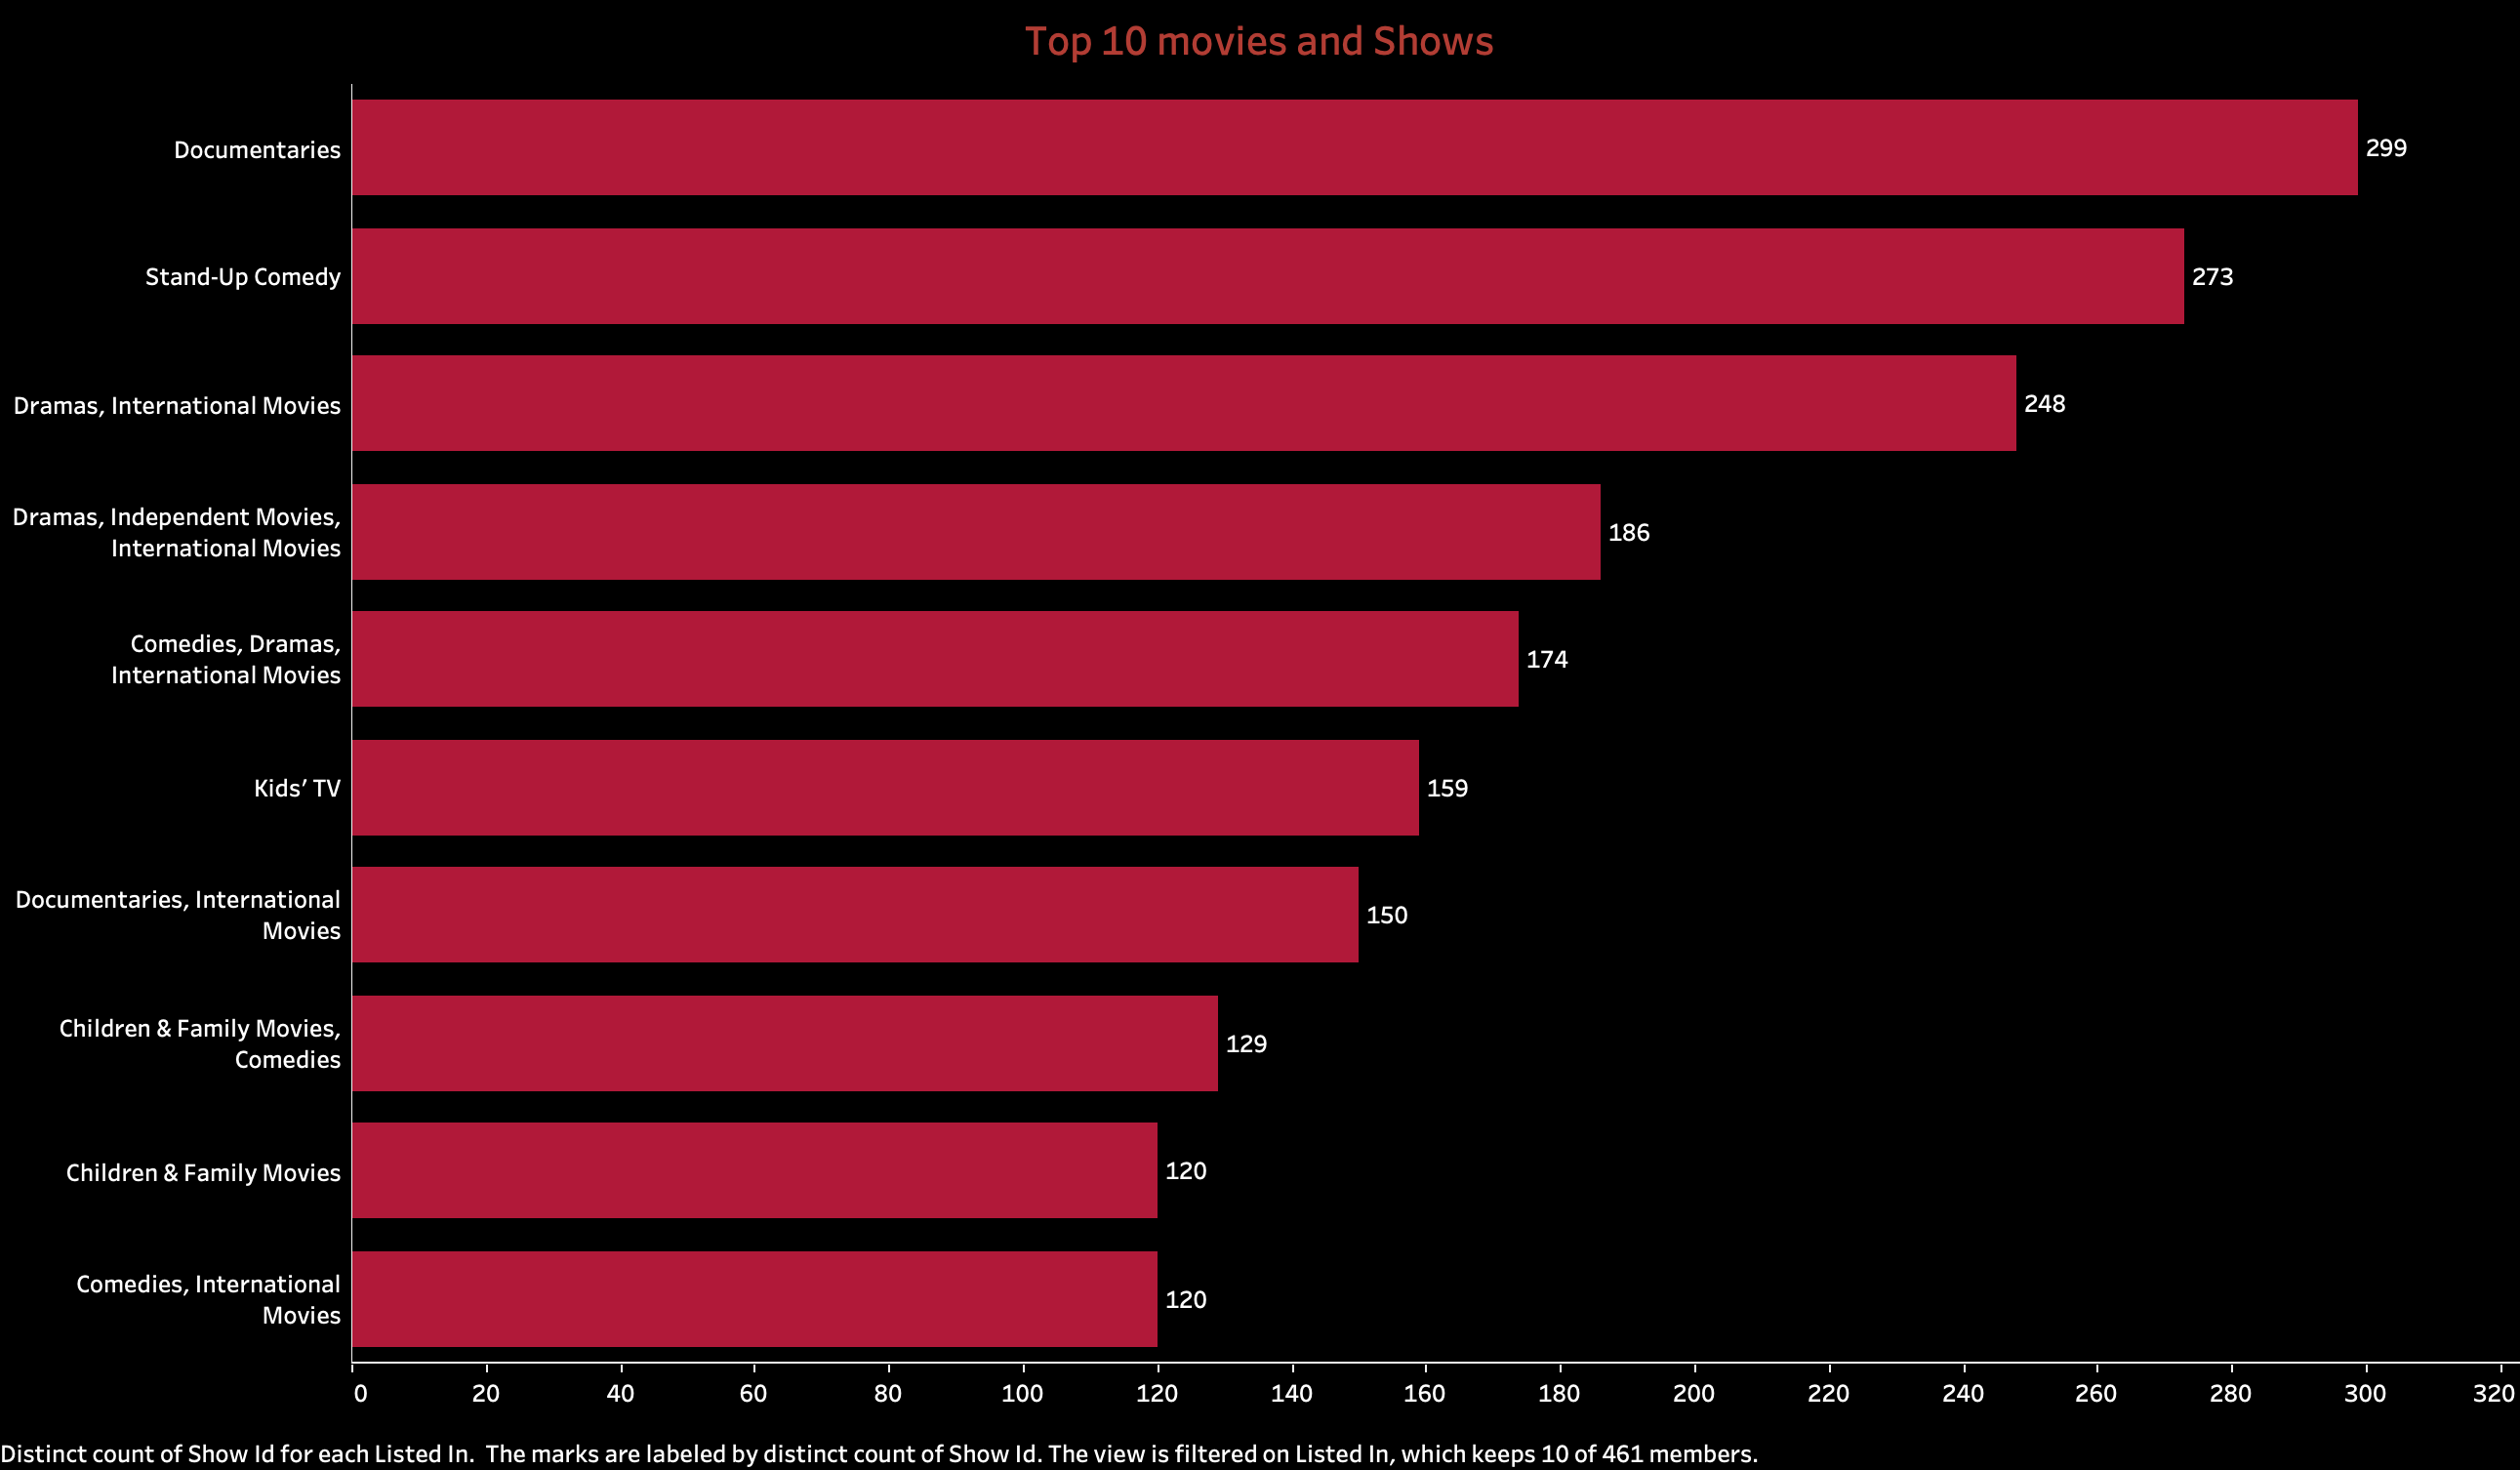 Top 10 movies and Shows
Documentaries
299
Stand-Up Comedy
273
Dramas, International Movies
248
Dramas, Independent Movies,
International Movies
186
Comedies, Dramas,
International Movies
174
Kids’ TV
159
Documentaries, International
Movies
150
Children & Family Movies,
Comedies
129
Children & Family Movies
120
Comedies, International
Movies
120
0 20 40 60 80 100 120 140 160 180 200 220 240 260 280 300 320
Distinct count of Show Id for each Listed In.  The marks are labeled by distinct count of Show Id. The view is filtered on Listed In, which keeps 10 of 461 members.